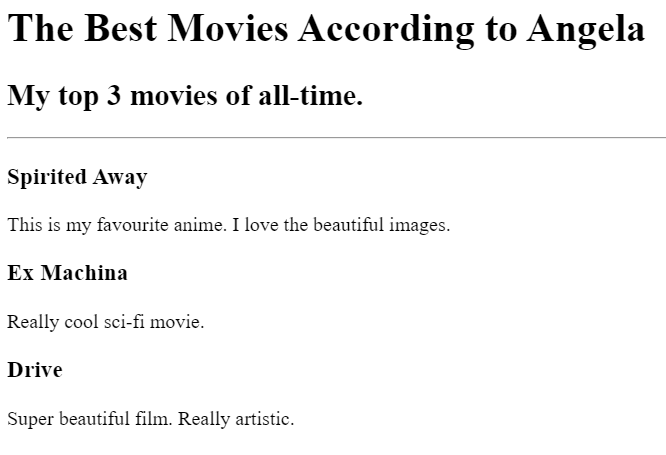 The Best Movies According to Angela
My top 3 movies of all-time.
Spirited Away
This is my favourite anime. I love the beautiful images.
Ex Machina
Really cool sci-fi movie.
Drive
Super beautiful film. Really artistic.